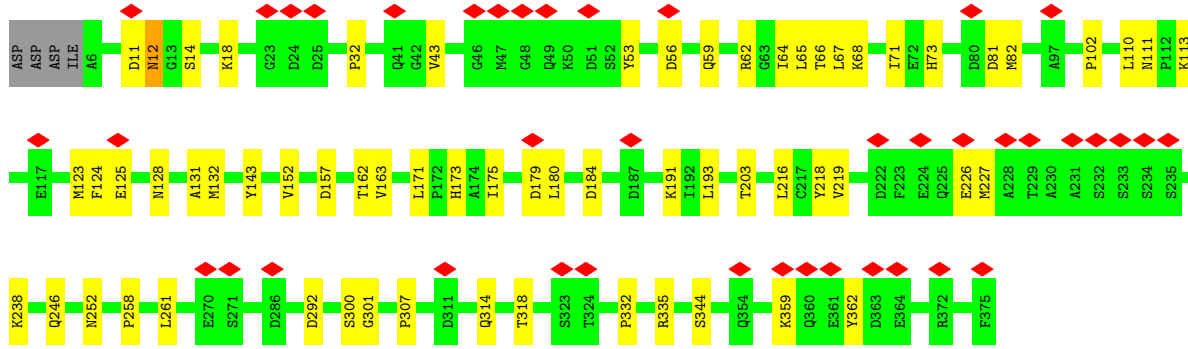 ASP ASP ASP ILE A6 D11 N12 G13 S14 K18 G23 D24 D25 P32 Q41 G42 V43 G46 M47 G48 Q49 K50 D51 S52 Y53 D56 Q59 R62 G63 I64 L65 T66 L67 K68 I71 E72 H73 D80 D81 M82 A97 P102 L110 N111 P112 K113
E117 M123 F124 E125 N128 A131 M132 Y143 V152 D157 T162 V163 L171 P172 H173 A174 I175 D179 L180 D184 D187 K191 I192 L193 T203 L216 C217 Y218 V219 D222 F223 E224 Q225 E226 M227 A228 T229 A230 A231 S232 S233 S234 S235
K238 Q246 N252 P258 L261 E270 S271 D286 D292 S300 G301 P307 D311 Q314 T318 S323 T324 P332 R335 S344 Q354 K359 Q360 E361 Y362 D363 E364 R372 F375